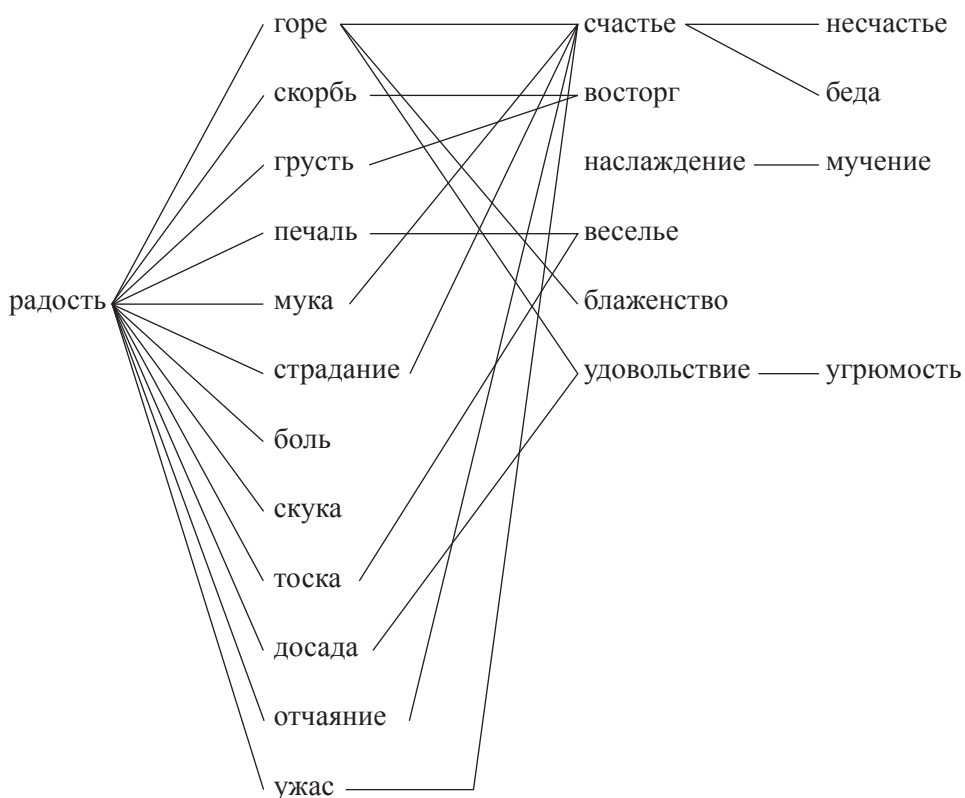 горе счастье несчастье
скорбь восторг беда
грусть наслаждение мучение
печаль веселье
радость мука блаженство
страдание удовольствие угрюмость
боль
скука
тоска
досада
отчаяние
ужас